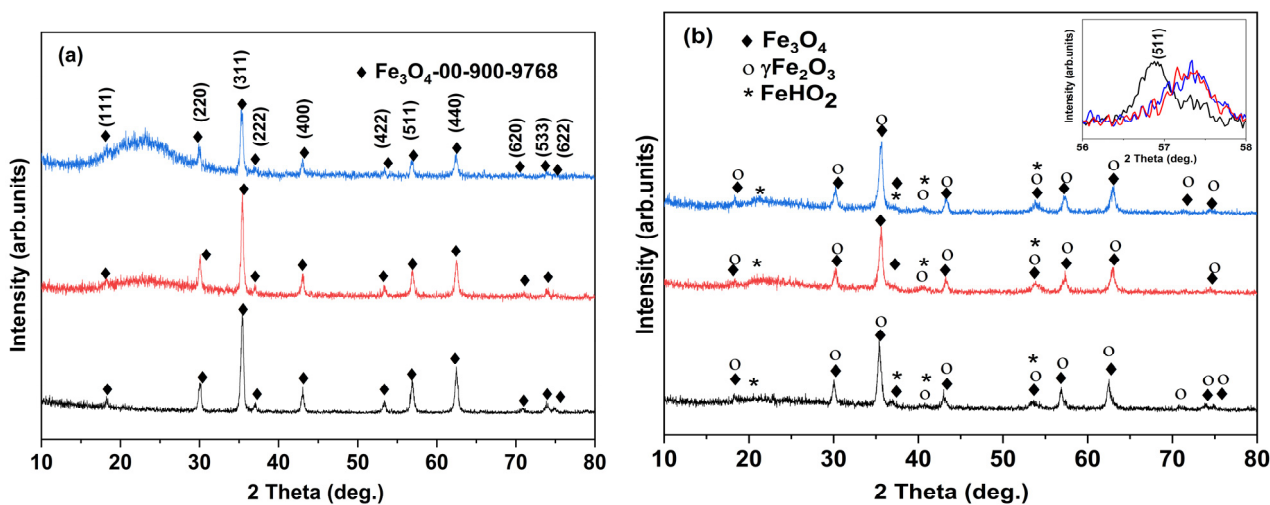 (a)
◆ Fe₃O₄-00-900-9768
(111)
(220)
(311)
(222)
(400)
(422)
(511)
(440)
(620)
(533)
(622)
Intensity (arb.units)
10 20 30 40 50 60 70 80
2 Theta (deg.)
(b)
◆ Fe₃O₄
o γFe₂O₃
* FeHO₂
Intensity (arb.units)
(511)
56 57 58
2 Theta (deg.)
Intensity (arb.units)
10 20 30 40 50 60 70 80
2 Theta (deg.)